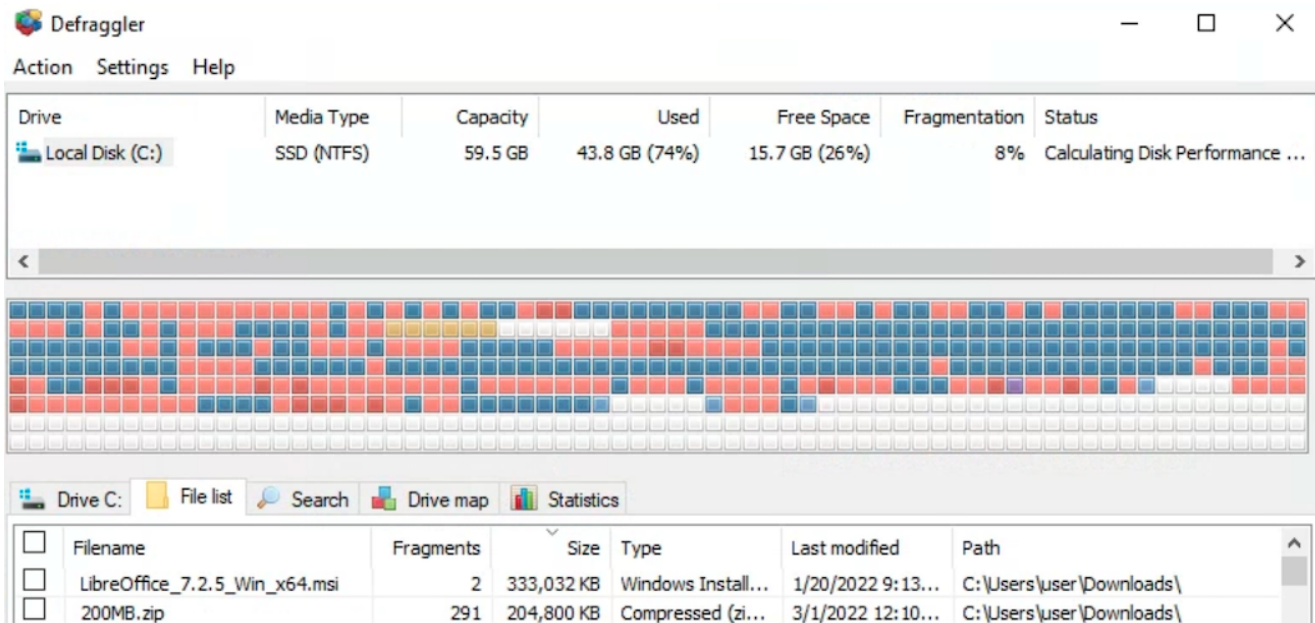 Defraggler
Action Settings Help
Drive Media Type Capacity Used Free Space Fragmentation Status
Local Disk (C:) SSD (NTFS) 59.5 GB 43.8 GB (74%) 15.7 GB (26%) 8% Calculating Disk Performance ...
Drive C: File list Search Drive map Statistics
Filename Fragments Size Type Last modified Path
LibreOffice_7.2.5_Win_x64.msi 2 333,032 KB Windows Install... 1/20/2022 9:13... C:\Users\user\Downloads\
200MB.zip 291 204,800 KB Compressed (zi... 3/1/2022 12:10... C:\Users\user\Downloads\